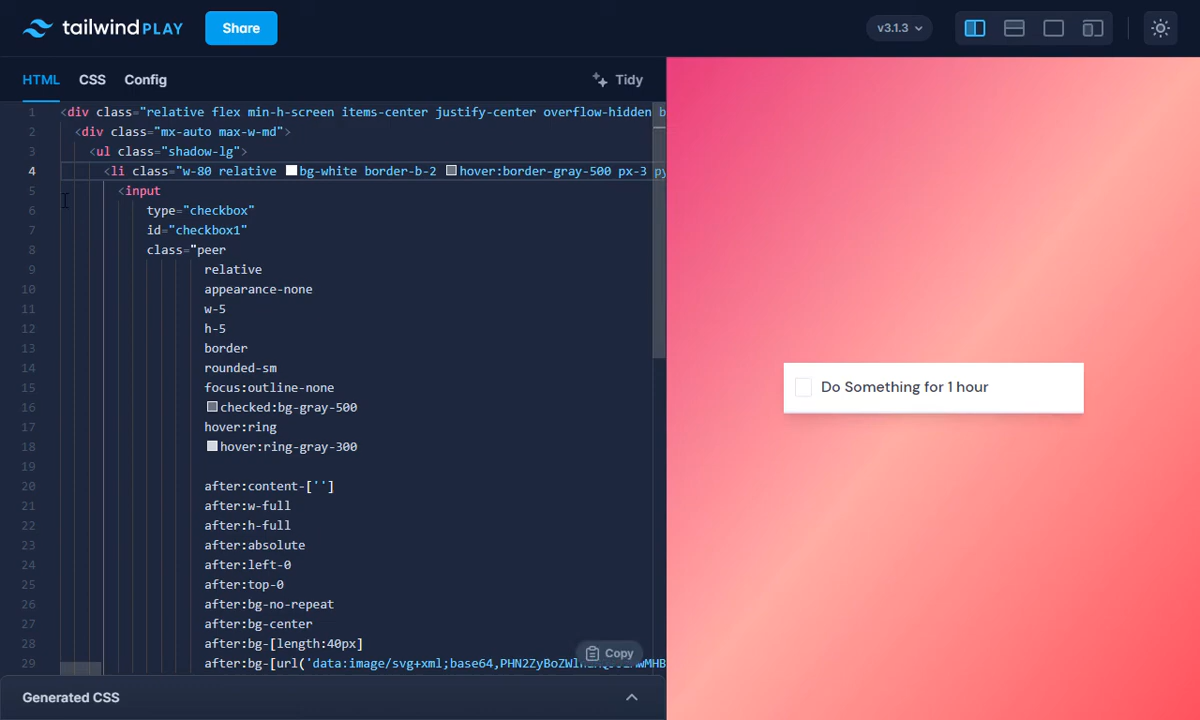 tailwind PLAY Share v3.1.3
HTML CSS Config Tidy
1 <div class="relative flex min-h-screen items-center justify-center overflow-hidden b
2 <div class="mx-auto max-w-md">
3 <ul class="shadow-lg">
4 <li class="w-80 relative bg-white border-b-2 hover:border-gray-500 px-3 py
5 <input
6 type="checkbox"
7 id="checkbox1"
8 class="peer
9 relative
10 appearance-none
11 w-5
12 h-5
13 border
14 rounded-sm
15 focus:outline-none
16 checked:bg-gray-500
17 hover:ring
18 hover:ring-gray-300
19
20 after:content-['']
21 after:w-full
22 after:h-full
23 after:absolute
24 after:left-0
25 after:top-0
26 after:bg-no-repeat
27 after:bg-center
28 after:bg-[length:40px]
29 after:bg-[url('data:image/svg+xml;base64,
Copy
Generated CSS
Do Something for 1 hour